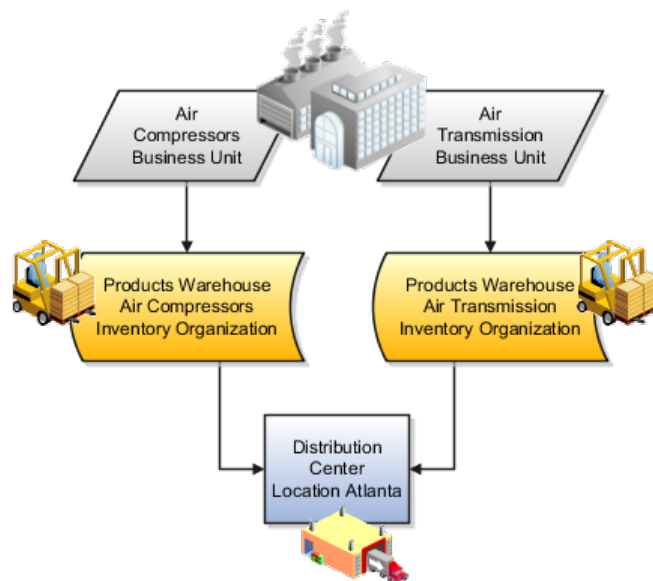 Air
Compressors
Business Unit
Air
Transmission
Business Unit
Products Warehouse
Air Compressors
Inventory Organization
Products Warehouse
Air Transmission
Inventory Organization
Distribution
Center
Location Atlanta